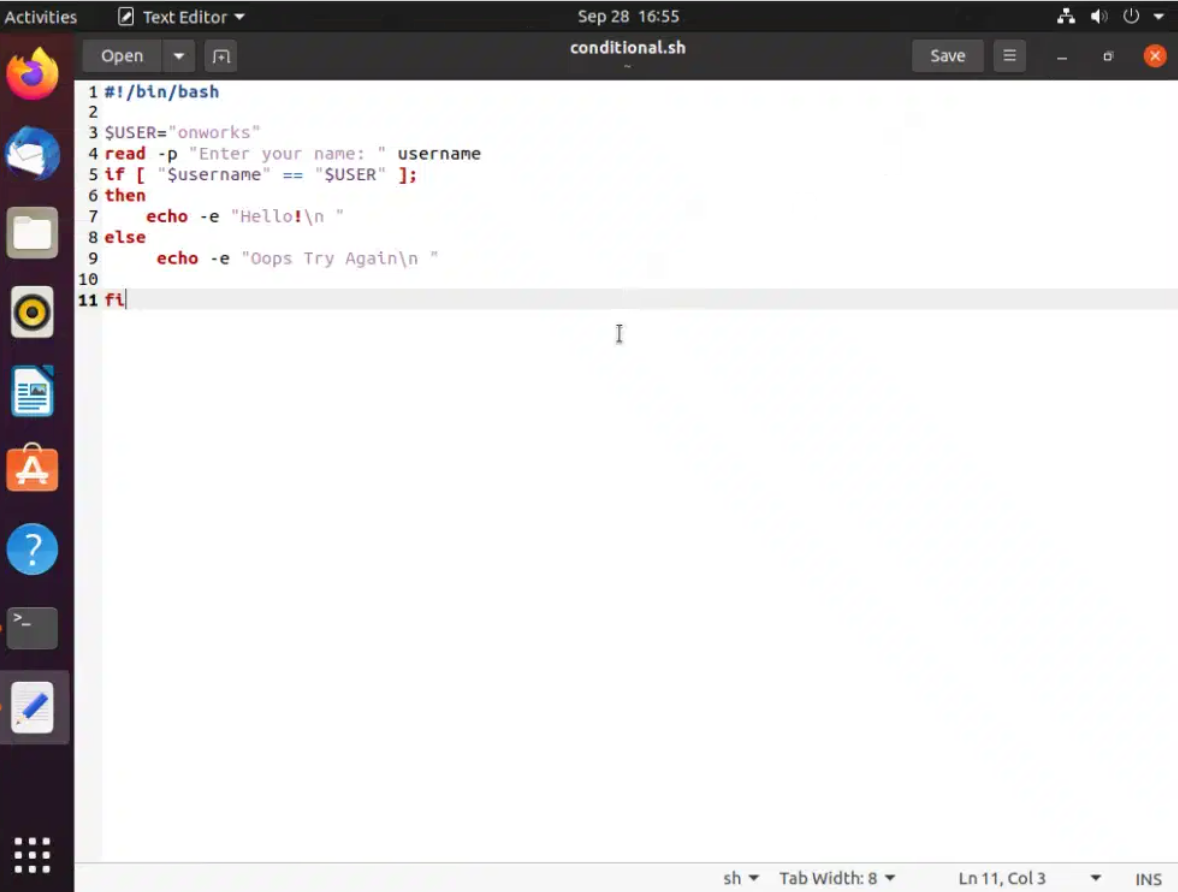 Activities
Text Editor
Sep 28 16:55
Open
conditional.sh
~
Save
1 #!/bin/bash
2
3 $USER="onworks"
4 read -p "Enter your name: " username
5 if [ "$username" == "$USER" ];
6 then
7     echo -e "Hello!\n "
8 else
9      echo -e "Oops Try Again\n "
10
11 fi
sh
Tab Width: 8
Ln 11, Col 3
INS